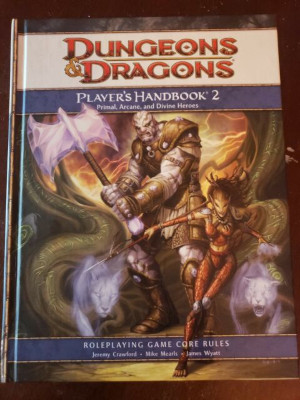 DUNGEONS
& DRAGONS
PLAYER'S HANDBOOK 2
Primal, Arcane, and Divine Heroes
ROLEPLAYING GAME CORE RULES
Jeremy Crawford • Mike Mearls • James Wyatt